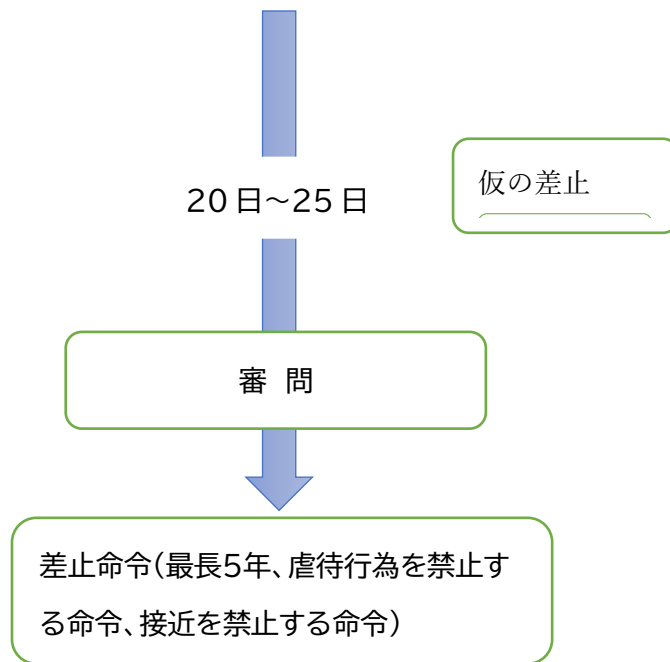 20日～25日
仮の差止
審 問
差止命令(最長5年、虐待行為を禁止す
る命令、接近を禁止する命令)